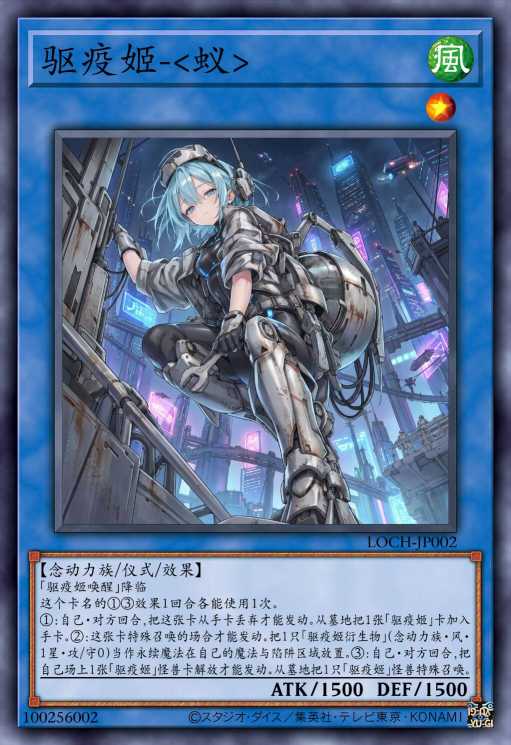 驱疫姬-<蚁>
風
LOCH-JP002
【念动力族/仪式/效果】
「驱疫姬唤醒」降临
这个卡名的①③效果1回合各能使用1次。
①:自己·对方回合,把这张卡从手卡丢弃才能发动。从墓地把1张「驱疫姬」卡加入
手卡。②:这张卡特殊召唤的场合才能发动。把1只「驱疫姬衍生物」(念动力族·风·
1星·攻/守0)当作永续魔法在自己的魔法与陷阱区域放置。③:自己·对方回合,把
自己场上1张「驱疫姬」怪兽卡解放才能发动。从墓地把1只「驱疫姬」怪兽特殊召唤。
ATK/1500 DEF/1500
100256002 ©スタジオ・ダイス/集英社・テレビ東京・KONAMI